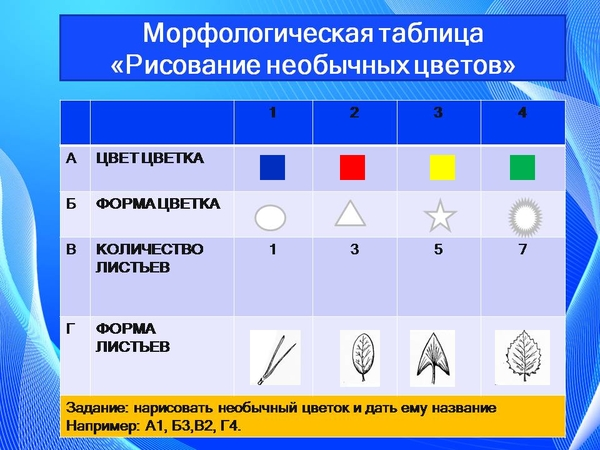 Морфологическая таблица
«Рисование необычных цветов»
1 2 3 4
А ЦВЕТ ЦВЕТКА
Б ФОРМА ЦВЕТКА
В КОЛИЧЕСТВО ЛИСТЬЕВ 1 3 5 7
Г ФОРМА ЛИСТЬЕВ
Задание: нарисовать необычный цветок и дать ему название
Например: А1, Б3,В2, Г4.